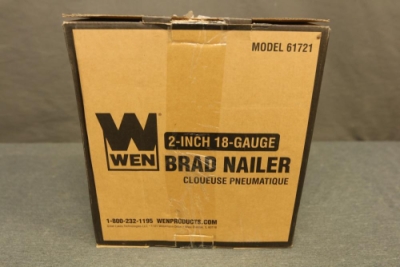 MODEL 61721
W
WEN
2-INCH 18-GAUGE
BRAD NAILER
CLOUEUSE PNEUMATIQUE
1-800-232-1195 WENPRODUCTS.COM